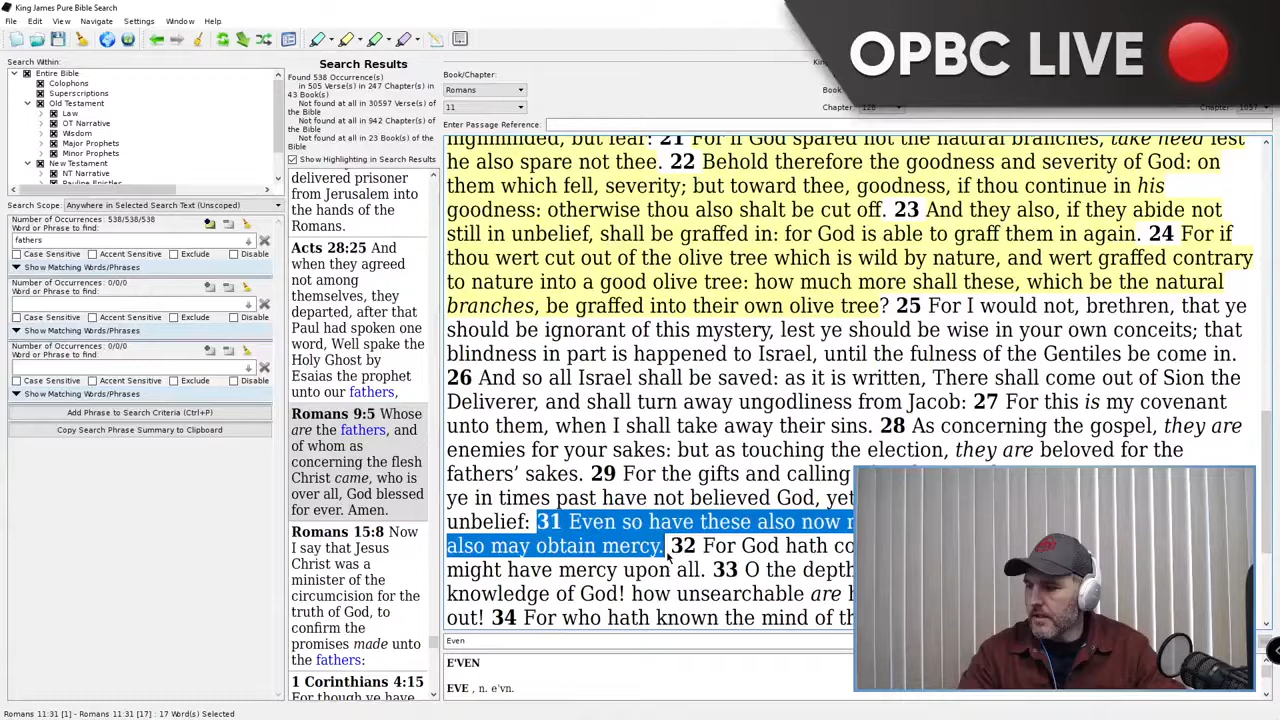 King James Pure Bible Search
File Edit View Navigate Settings Window Help
OPBC LIVE
Search Within:
Entire Bible
Colophons
Superscriptions
Old Testament
Law
OT Narrative
Wisdom
Major Prophets
Minor Prophets
New Testament
NT Narrative
Pauline Epistles
Search Scope: Anywhere in Selected Search Text (Unscoped)
Number of Occurrences: 538/538/538
Word or Phrase to find:
fathers
Case Sensitive Accent Sensitive Exclude Disable
Show Matching Words/Phrases
Number of Occurrences: 0/0/0
Word or Phrase to find:
Case Sensitive Accent Sensitive Exclude Disable
Show Matching Words/Phrases
Number of Occurrences: 0/0/0
Word or Phrase to find:
Case Sensitive Accent Sensitive Exclude Disable
Show Matching Words/Phrases
Add Phrase to Search Criteria (Ctrl+P)
Copy Search Phrase Summary to Clipboard
Search Results
Found 538 Occurrence(s)
in 505 Verse(s) in 247 Chapter(s) in
43 Book(s)
Not found at all in 30597 Verse(s) of
the Bible
Not found at all in 942 Chapter(s) of
the Bible
Not found at all in 23 Book(s) of the
Bible
Show Highlighting in Search Results
delivered prisoner
from Jerusalem into
the hands of the
Romans.
Acts 28:25 And
when they agreed
not among
themselves, they
departed, after that
Paul had spoken one
word, Well spake the
Holy Ghost by
Esaias the prophet
unto our fathers,
Romans 9:5 Whose
are the fathers, and
of whom as
concerning the flesh
Christ came, who is
over all, God blessed
for ever. Amen.
Romans 15:8 Now
I say that Jesus
Christ was a
minister of the
circumcision for the
truth of God, to
confirm the
promises made unto
the fathers:
1 Corinthians 4:15
For though ye have
Book/Chapter:
Romans
11
Book
Chapter: 128
Chapter: 1057
Enter Passage Reference:
highminded, but fear: 21 For if God spared not the natural branches, take heed lest
he also spare not thee. 22 Behold therefore the goodness and severity of God: on
them which fell, severity; but toward thee, goodness, if thou continue in his
goodness: otherwise thou also shalt be cut off. 23 And they also, if they abide not
still in unbelief, shall be graffed in: for God is able to graff them in again. 24 For if
thou wert cut out of the olive tree which is wild by nature, and wert graffed contrary
to nature into a good olive tree: how much more shall these, which be the natural
branches, be graffed into their own olive tree? 25 For I would not, brethren, that ye
should be ignorant of this mystery, lest ye should be wise in your own conceits; that
blindness in part is happened to Israel, until the fulness of the Gentiles be come in.
26 And so all Israel shall be saved: as it is written, There shall come out of Sion the
Deliverer, and shall turn away ungodliness from Jacob: 27 For this is my covenant
unto them, when I shall take away their sins. 28 As concerning the gospel, they are
enemies for your sakes: but as touching the election, they are beloved for the
fathers' sakes. 29 For the gifts and calling
ye in times past have not believed God, yet
unbelief: 31 Even so have these also now
also may obtain mercy. 32 For God hath
might have mercy upon all. 33 O the depth
knowledge of God! how unsearchable are
out! 34 For who hath known the mind of
Even
E'VEN
EVE , n. e'vn.
Romans 11:31 [1] - Romans 11:31 [17] : 17 Word(s) Selected